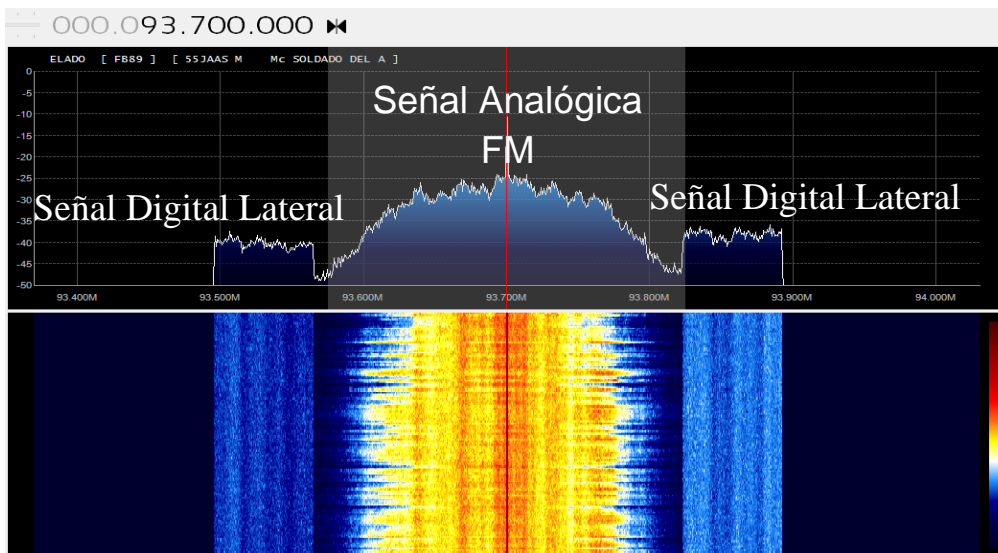 000.093.700.000
ELADO [ FB89 ] [ 55JAAS M Mc SOLDADO DEL A ]
Señal Analógica
FM
Señal Digital Lateral
Señal Digital Lateral
0
-5
-10
-15
-20
-25
-30
-35
-40
-45
-50
93.400M
93.500M
93.600M
93.700M
93.800M
93.900M
94.000M